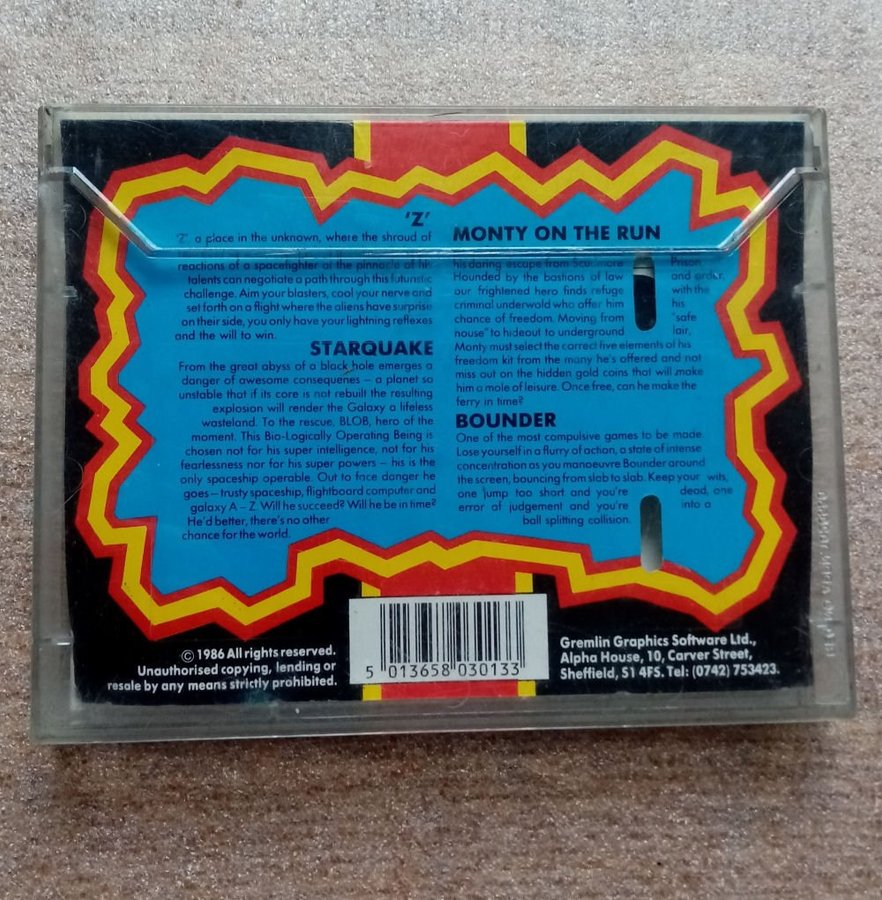 'Z'
'Z' a place in the unknown, where the shroud of
reactions of a spacefighter at the pinnacle of his
talents can negotiate a path through this futuristic
challenge. Aim your blasters, cool your nerve and
set forth on a flight where the aliens have surprise
on their side, you only have your lightning reflexes
and the will to win.
STARQUAKE
From the great abyss of a black hole emerges a
danger of awesome consequenes – a planet so
unstable that if its core is not rebuilt the resulting
explosion will render the Galaxy a lifeless
wasteland. To the rescue, BLOB, hero of the
moment. This Bio-Logically Operating Being is
chosen not for his super intelligence, not for his
fearlessness nor for his super powers – his is the
only spaceship operable. Out to face danger he
goes – trusty spaceship, flightboard computer and
galaxy A – Z. Will he succeed? Will he be in time?
He'd better, there's no other
chance for the world.
MONTY ON THE RUN
his daring escape from Scudmore Prison
Hounded by the bastions of law and order
our frightened hero finds refuge with the
criminal underwold who offer him his
chance of freedom. Moving from "safe
house" to hideout to underground lair,
Monty must select the correct five elements of his
freedom kit from the many he's offered and not
miss out on the hidden gold coins that will make
him a mole of leisure. Once free, can he make the
ferry in time?
BOUNDER
One of the most compulsive games to be made.
Lose yourself in a flurry of action, a state of intense
concentration as you manoeuvre Bounder around
the screen, bouncing from slab to slab. Keep your wits,
one jump too short and you're dead, one
error of judgement and you're into a
ball splitting collision.
© 1986 All rights reserved.
Unauthorised copying, lending or
resale by any means strictly prohibited.
5 013658 030133
Gremlin Graphics Software Ltd.,
Alpha House, 10, Carver Street,
Sheffield, S1 4FS. Tel: (0742) 753423.